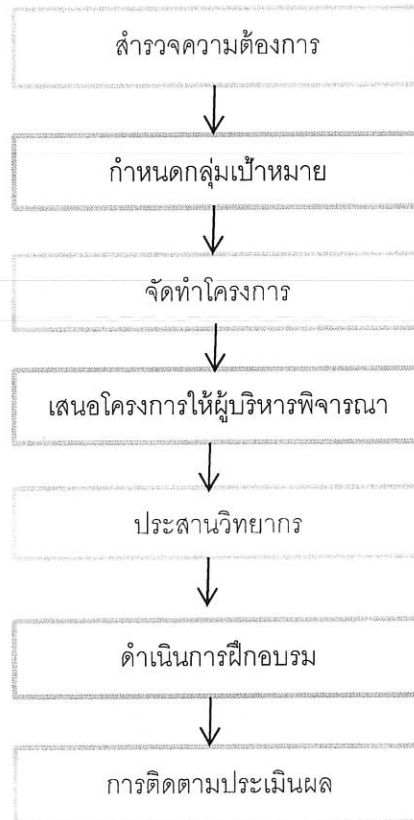 สำรวจความต้องการ
กำหนดกลุ่มเป้าหมาย
จัดทำโครงการ
เสนอโครงการให้ผู้บริหารพิจารณา
ประสานวิทยากร
ดำเนินการฝึกอบรม
การติดตามประเมินผล